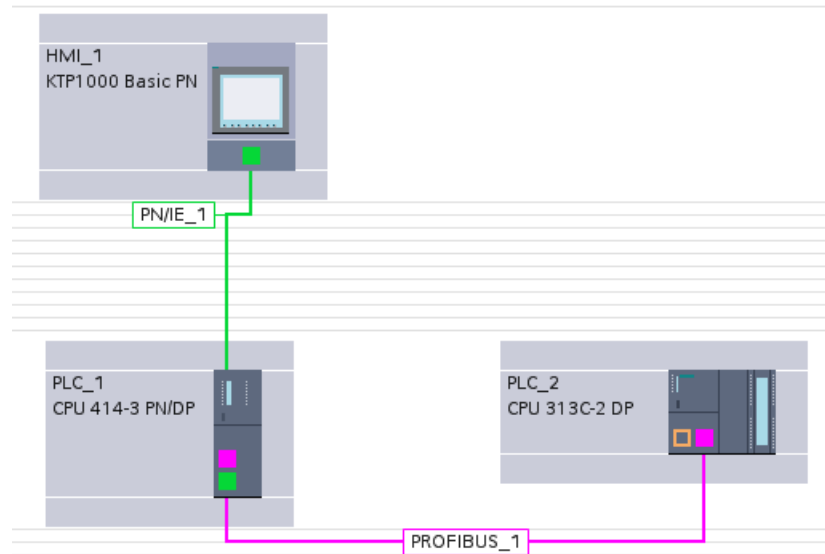 HMI_1
KTP1000 Basic PN
PN/IE_1
PLC_1
CPU 414-3 PN/DP
PLC_2
CPU 313C-2 DP
PROFIBUS_1